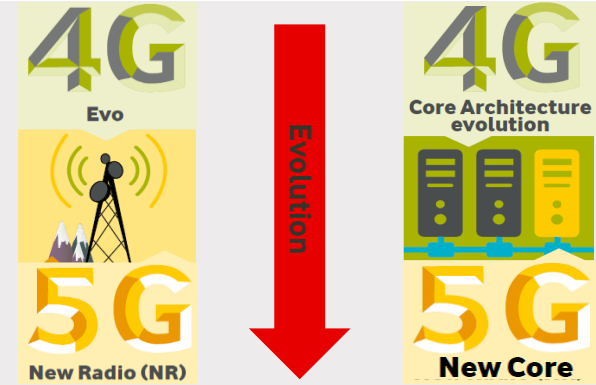 4G
Evo
5G
New Radio (NR)
Evolution
4G
Core Architecture
evolution
5G
New Core